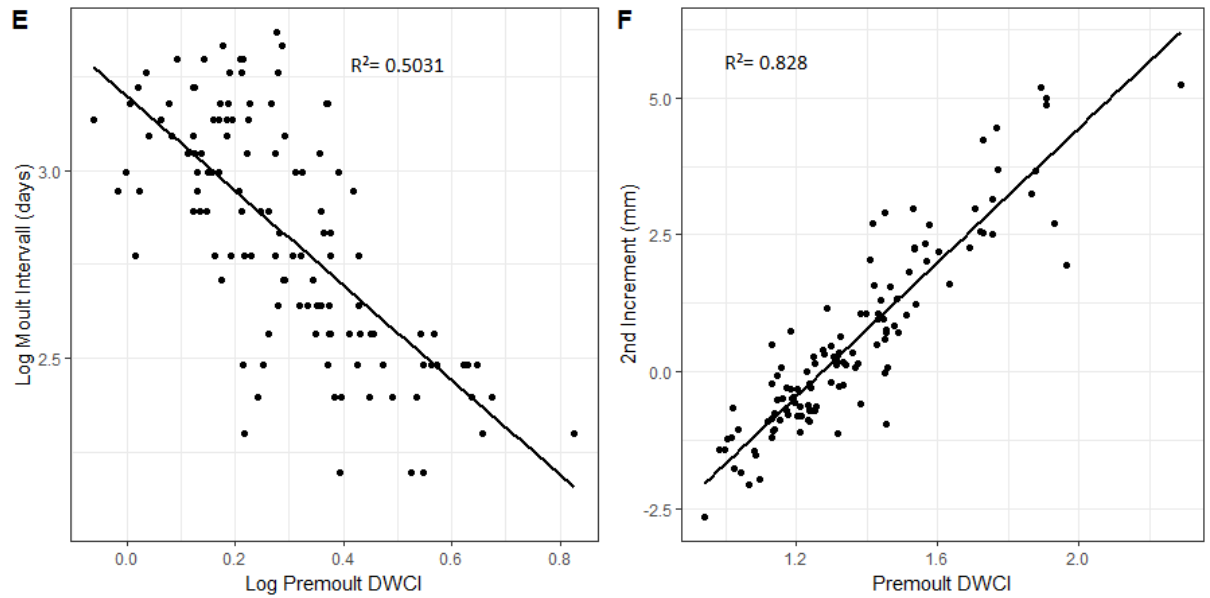 E
R²= 0.5031
Log Moult Intervall (days)
3.0
2.5
0.0 0.2 0.4 0.6 0.8
Log Premoult DWCI
F
R²= 0.828
2nd Increment (mm)
5.0
2.5
0.0
-2.5
1.2 1.6 2.0
Premoult DWCI